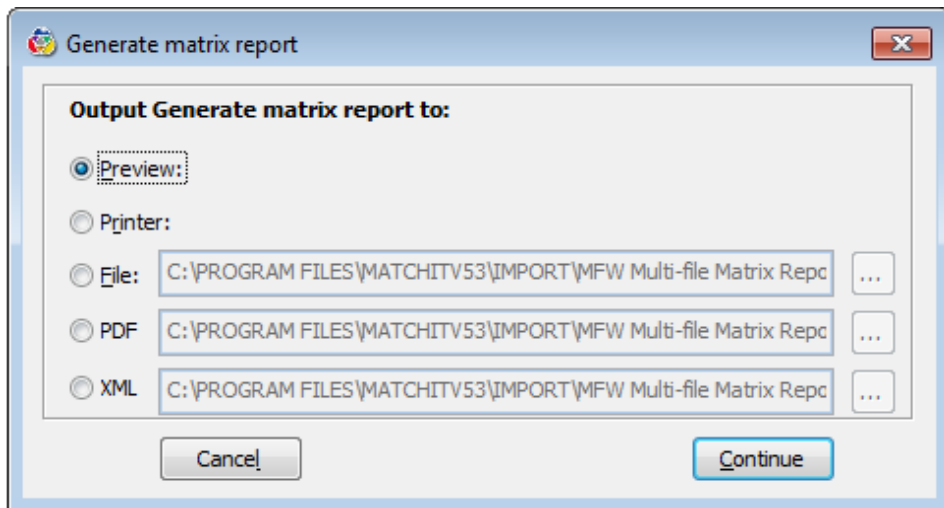 Generate matrix report
Output Generate matrix report to:
Preview:
Printer:
File: C:\PROGRAM FILES\MATCHITV53\IMPORT\MFW Multi-file Matrix Repo ...
PDF C:\PROGRAM FILES\MATCHITV53\IMPORT\MFW Multi-file Matrix Repo ...
XML C:\PROGRAM FILES\MATCHITV53\IMPORT\MFW Multi-file Matrix Repo ...
Cancel Continue